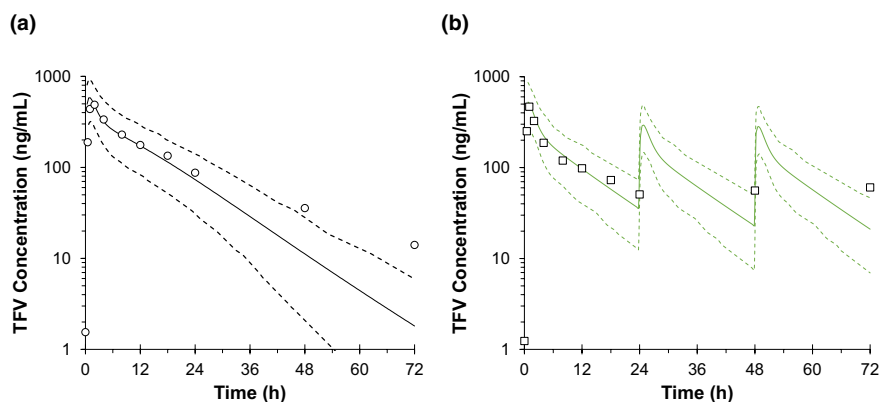 (a)
(b)
TFV Concentration (ng/mL)
1000
100
10
1
0 12 24 36 48 60 72
Time (h)
TFV Concentration (ng/mL)
1000
100
10
1
0 12 24 36 48 60 72
Time (h)